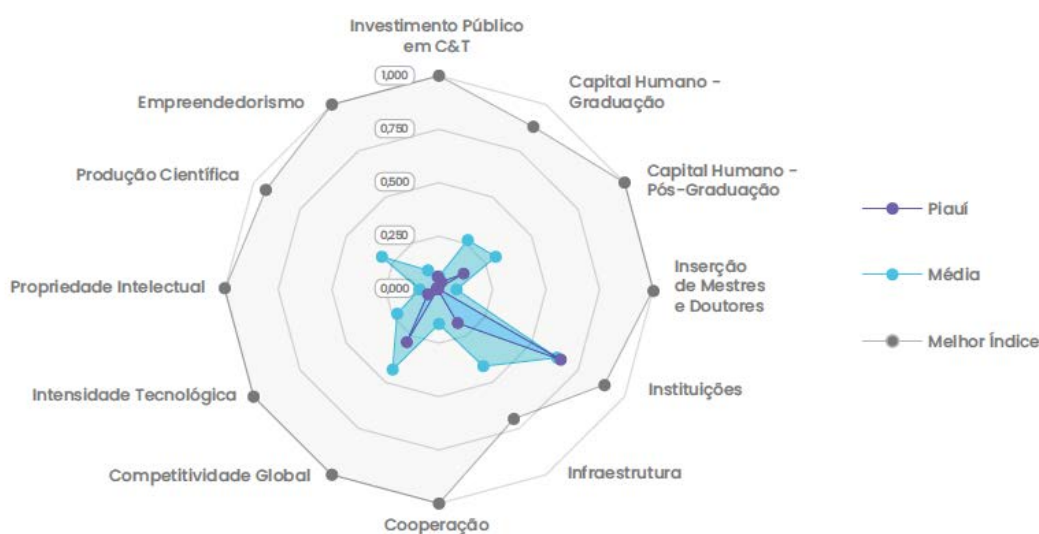 Investimento Público
em C&T
1,000
0,750
0,500
0,250
0,000
Capital Humano -
Graduação
Capital Humano -
Pós-Graduação
Inserção
de Mestres
e Doutores
Instituições
Infraestrutura
Cooperação
Competitividade Global
Intensidade Tecnológica
Propriedade Intelectual
Produção Científica
Empreendedorismo
Piauí
Média
Melhor Índice